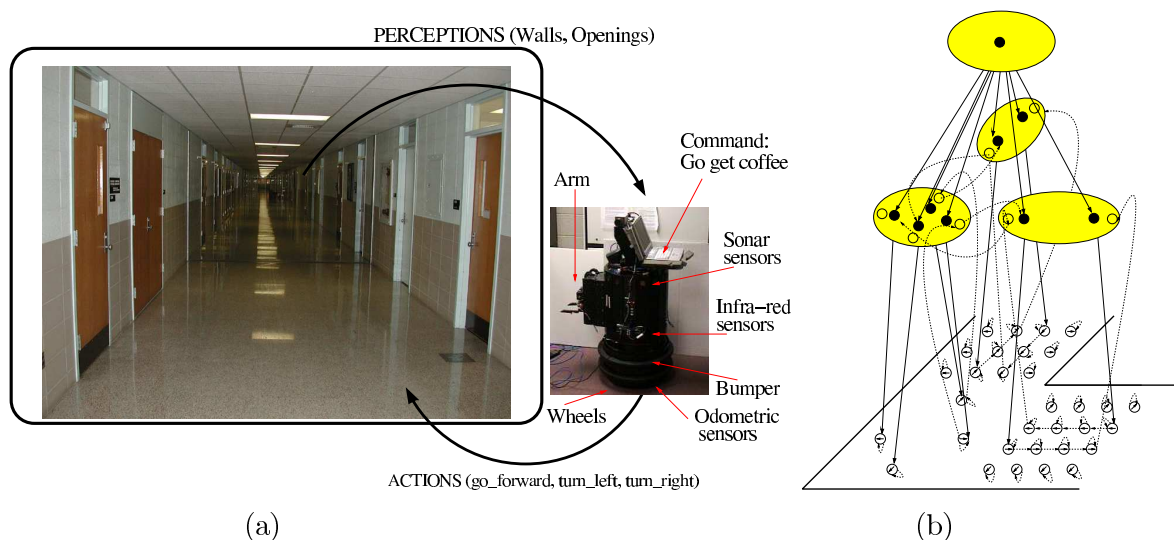 PERCEPTIONS (Walls, Openings)
Command:
Go get coffee
Arm
Sonar
sensors
Infra-red
sensors
Bumper
Wheels
Odometric
sensors
ACTIONS (go_forward, turn_left, turn_right)
(a)
(b)